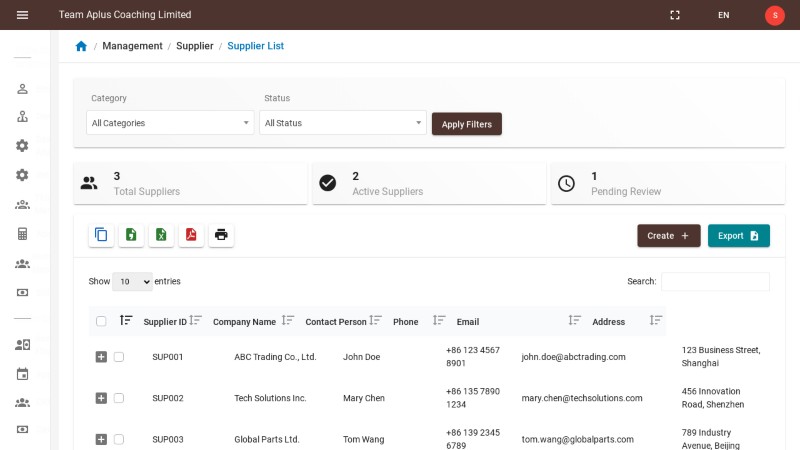 Team Aplus Coaching Limited
EN
S
/ Management / Supplier / Supplier List
Category
Status
All Categories
All Status
Apply Filters
3
Total Suppliers
2
Active Suppliers
1
Pending Review
Create +
Export
Show 10 entries
Search:
Supplier ID Company Name Contact Person Phone Email Address
SUP001 ABC Trading Co., Ltd. John Doe +86 123 4567 8901 john.doe@abctrading.com 123 Business Street, Shanghai
SUP002 Tech Solutions Inc. Mary Chen +86 135 7890 1234 mary.chen@techsolutions.com 456 Innovation Road, Shenzhen
SUP003 Global Parts Ltd. Tom Wang +86 139 2345 6789 tom.wang@globalparts.com 789 Industry Avenue, Beijing